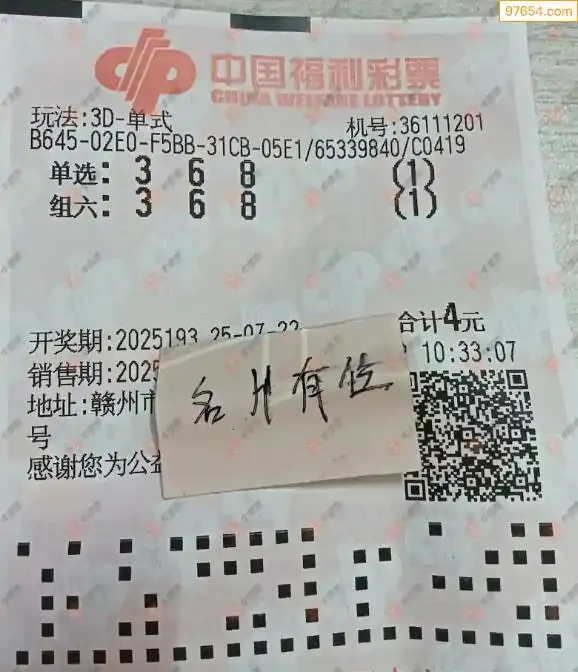 97654.com
中国福利彩票
CHINA WELFARE LOTTERY
玩法:3D-单式 机号:36111201
B645-02E0-F5BB-31CB-05E1/65339840/C0419
单选: 3 6 8 (1)
组六: 3 6 8 (1)
开奖期:2025193 25-07-22 合计4元
销售期:2025 10:33:07
地址:赣州市
号
感谢您为公益
名片有位